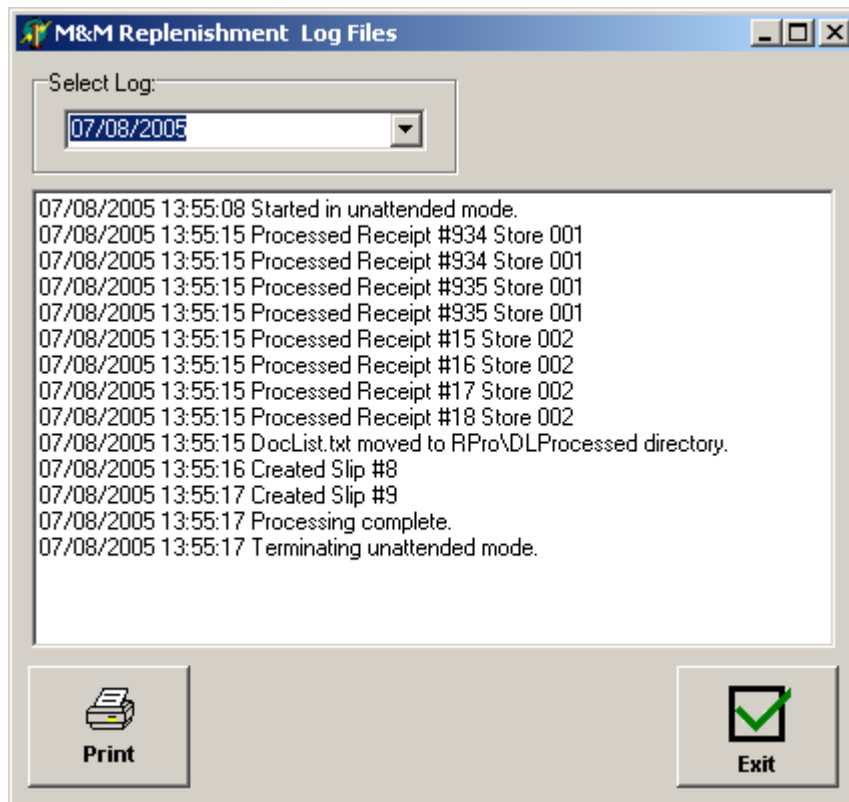 M&M Replenishment  Log Files
Select Log:
07/08/2005
07/08/2005 13:55:08 Started in unattended mode.
07/08/2005 13:55:15 Processed Receipt #934 Store 001
07/08/2005 13:55:15 Processed Receipt #934 Store 001
07/08/2005 13:55:15 Processed Receipt #935 Store 001
07/08/2005 13:55:15 Processed Receipt #935 Store 001
07/08/2005 13:55:15 Processed Receipt #15 Store 002
07/08/2005 13:55:15 Processed Receipt #16 Store 002
07/08/2005 13:55:15 Processed Receipt #17 Store 002
07/08/2005 13:55:15 Processed Receipt #18 Store 002
07/08/2005 13:55:15 DocList.txt moved to RPro\DLProcessed directory.
07/08/2005 13:55:16 Created Slip #8
07/08/2005 13:55:17 Created Slip #9
07/08/2005 13:55:17 Processing complete.
07/08/2005 13:55:17 Terminating unattended mode.
Print
Exit